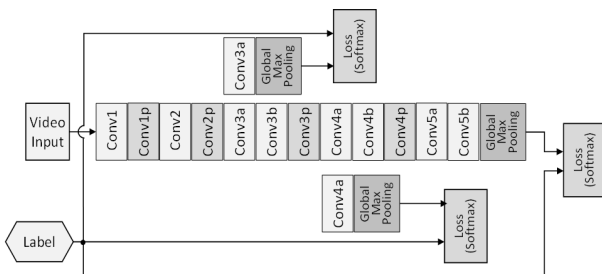 Conv3a
Global
Max
Pooling
Loss
(Softmax)
Video
Input
Conv1
Conv1p
Conv2
Conv2p
Conv3a
Conv3b
Conv3p
Conv4a
Conv4b
Conv4p
Conv5a
Conv5b
Global
Max
Pooling
Loss
(Softmax)
Conv4a
Global
Max
Pooling
Loss
(Softmax)
Label